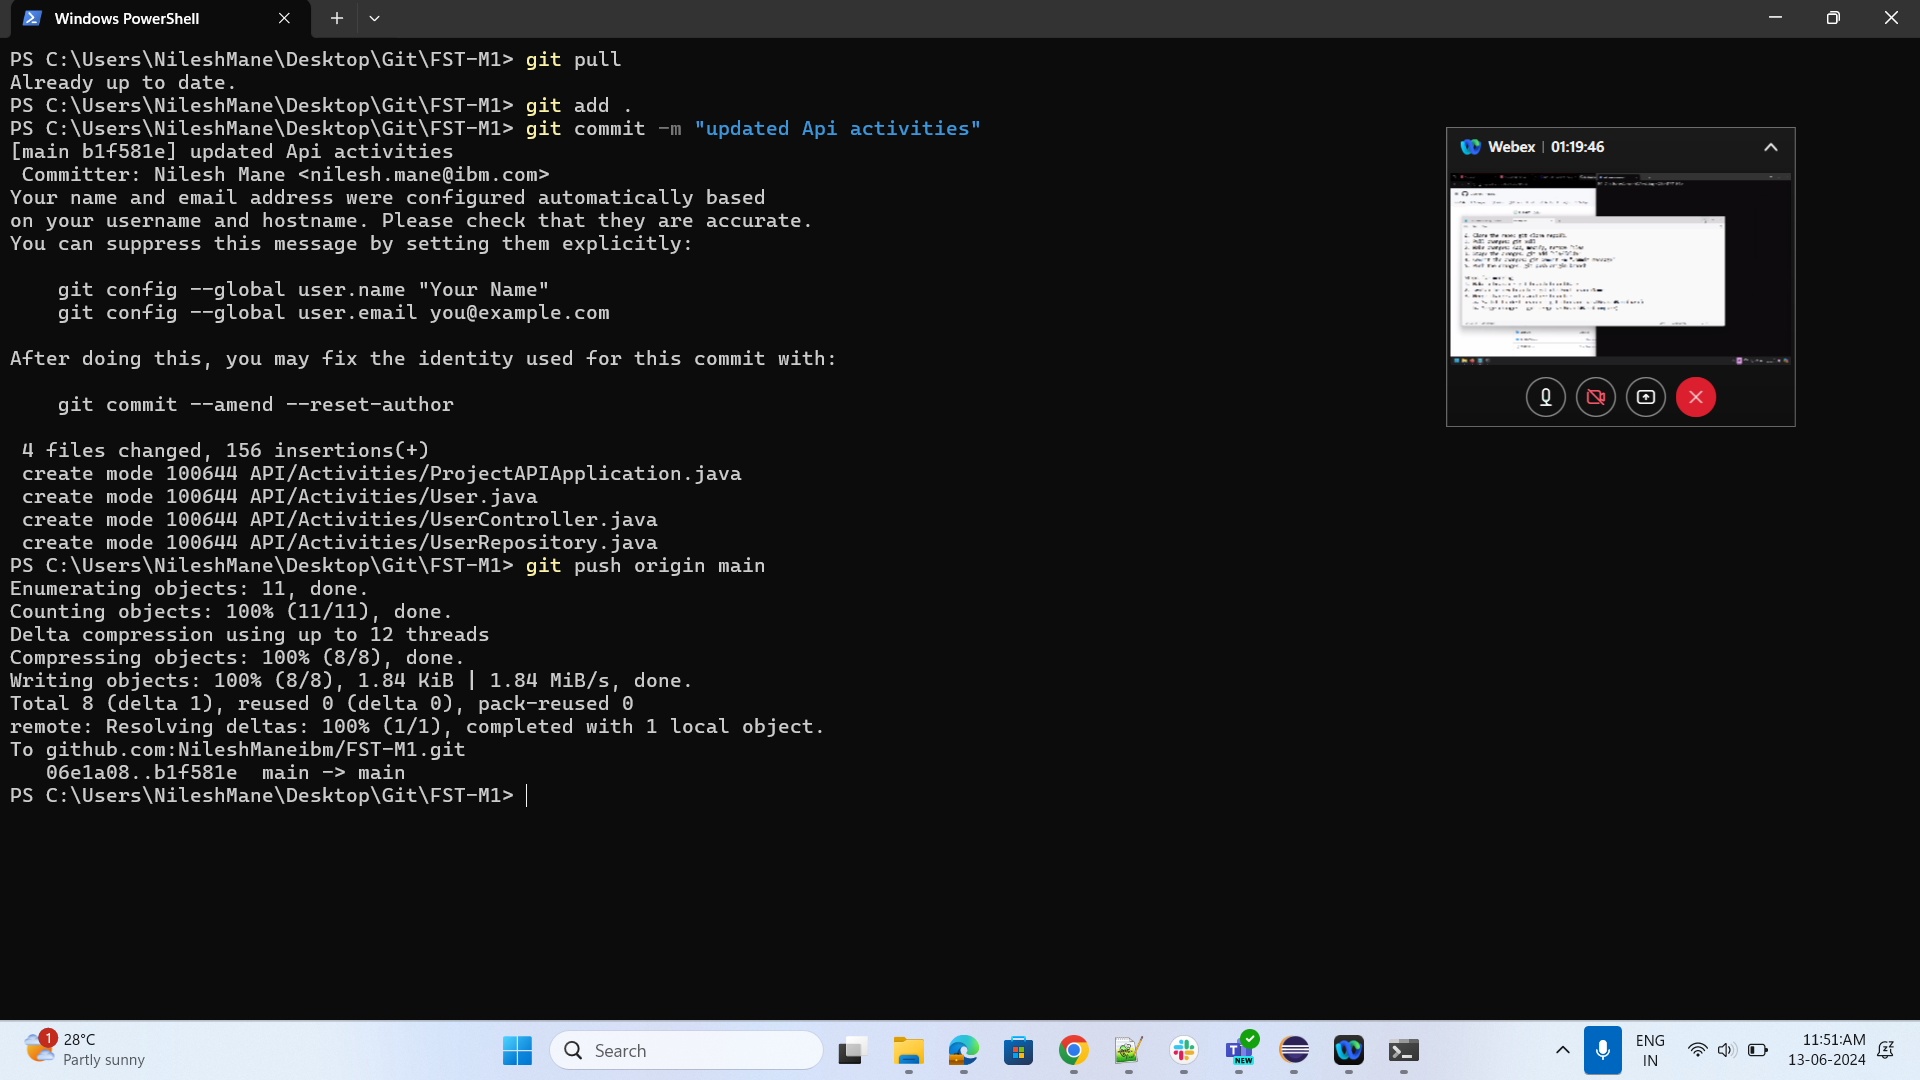 Windows PowerShell
PS C:\Users\NileshMane\Desktop\Git\FST-M1> git pull
Already up to date.
PS C:\Users\NileshMane\Desktop\Git\FST-M1> git add .
PS C:\Users\NileshMane\Desktop\Git\FST-M1> git commit -m "updated Api activities"
[main b1f581e] updated Api activities
 Committer: Nilesh Mane <nilesh.mane@ibm.com>
Your name and email address were configured automatically based
on your username and hostname. Please check that they are accurate.
You can suppress this message by setting them explicitly:
    git config --global user.name "Your Name"
    git config --global user.email you@example.com
After doing this, you may fix the identity used for this commit with:
    git commit --amend --reset-author
 4 files changed, 156 insertions(+)
 create mode 100644 API/Activities/ProjectAPIApplication.java
 create mode 100644 API/Activities/User.java
 create mode 100644 API/Activities/UserController.java
 create mode 100644 API/Activities/UserRepository.java
PS C:\Users\NileshMane\Desktop\Git\FST-M1> git push origin main
Enumerating objects: 11, done.
Counting objects: 100% (11/11), done.
Delta compression using up to 12 threads
Compressing objects: 100% (8/8), done.
Writing objects: 100% (8/8), 1.84 KiB | 1.84 MiB/s, done.
Total 8 (delta 1), reused 0 (delta 0), pack-reused 0
remote: Resolving deltas: 100% (1/1), completed with 1 local object.
To github.com:NileshManeibm/FST-M1.git
   06e1a08..b1f581e  main -> main
PS C:\Users\NileshMane\Desktop\Git\FST-M1>
Webex | 01:19:46
1
28°C
Partly sunny
Search
NEW
ENG
IN
11:51 AM
13-06-2024